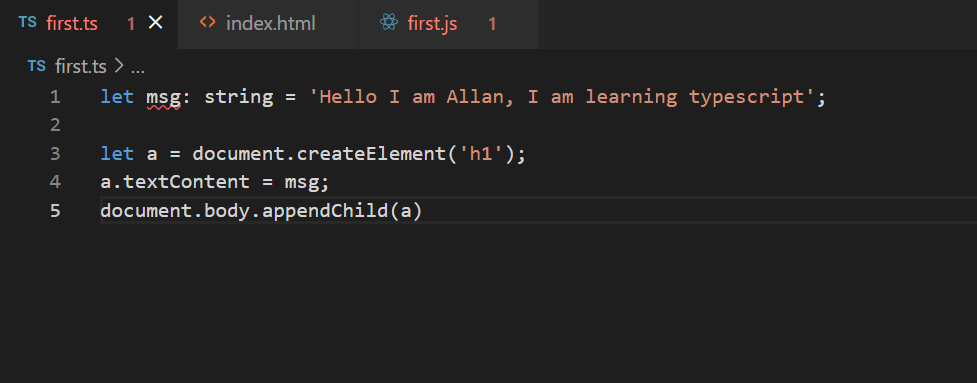 TS first.ts 1 × <> index.html first.js 1
TS first.ts > ...
1 let msg: string = 'Hello I am Allan, I am learning typescript';
2
3 let a = document.createElement('h1');
4 a.textContent = msg;
5 document.body.appendChild(a)